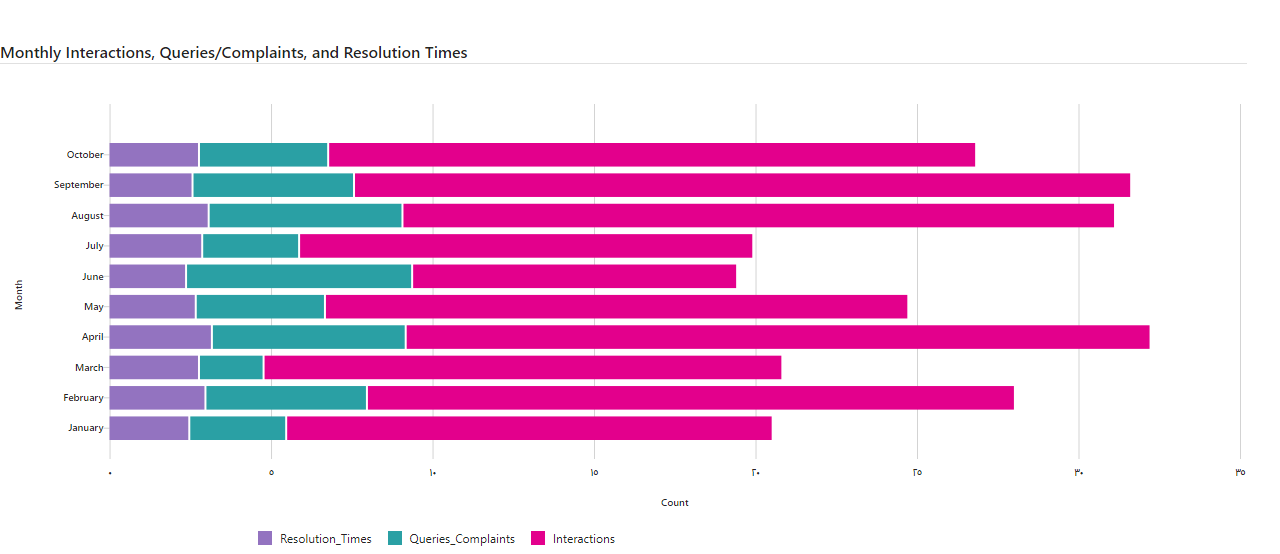 Monthly Interactions, Queries/Complaints, and Resolution Times
October
September
August
July
June
May
April
March
February
January
Month
٠ ٥ ١٠ ١٥ ٢٠ ٢٥ ٣٠ ٣٥
Count
Resolution_Times Queries_Complaints Interactions